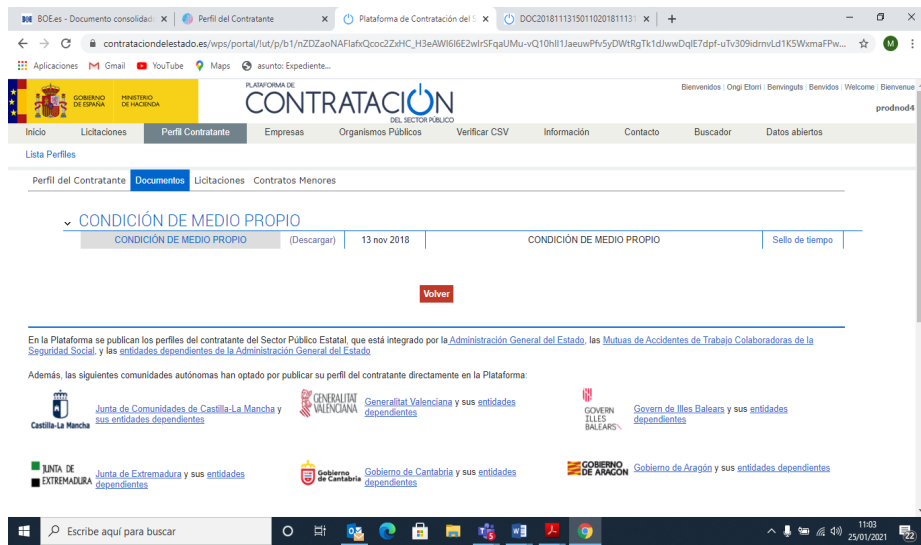 BOE.es - Documento consolidado
Perfil del Contratante
Plataforma de Contratación del S
DOC20181113150110201811131
contrataciondelestado.es/wps/portal/lut/p/b1/
Aplicaciones Gmail YouTube Maps asunto: Expediente...
GOBIERNO DE ESPAÑA
MINISTERIO DE HACIENDA
PLATAFORMA DE
CONTRATACIÓN
DEL SECTOR PÚBLICO
Bienvenidos | Ongi Etorri | Benvinguts | Benvidos | Welcome | Bienvenue
prodnod4
Inicio Licitaciones Perfil Contratante Empresas Organismos Públicos Verificar CSV Información Contacto Buscador Datos abiertos
Lista Perfiles
Perfil del Contratante Documentos Licitaciones Contratos Menores
CONDICIÓN DE MEDIO PROPIO
CONDICIÓN DE MEDIO PROPIO (Descargar) 13 nov 2018 CONDICIÓN DE MEDIO PROPIO Sello de tiempo
Volver
En la Plataforma se publican los perfiles del contratante del Sector Público Estatal, que está integrado por la Administración General del Estado, las Mutuas de Accidentes de Trabajo Colaboradoras de la
Seguridad Social, y las entidades dependientes de la Administración General del Estado
Además, las siguientes comunidades autónomas han optado por publicar su perfil del contratante directamente en la Plataforma:
Castilla-La Mancha
Junta de Comunidades de Castilla-La Mancha y
sus entidades dependientes
GENERALITAT
VALENCIANA
Generalitat Valenciana y sus entidades
dependientes
GOVERN
ILLES
BALEARS
Govern de Illes Balears y sus entidades
dependientes
JUNTA DE
EXTREMADURA
Junta de Extremadura y sus entidades
dependientes
Gobierno
de Cantabria
Gobierno de Cantabria y sus entidades
dependientes
GOBIERNO
DE ARAGON
Gobierno de Aragón y sus entidades dependientes
Escribe aquí para buscar
11:03
25/01/2021
22